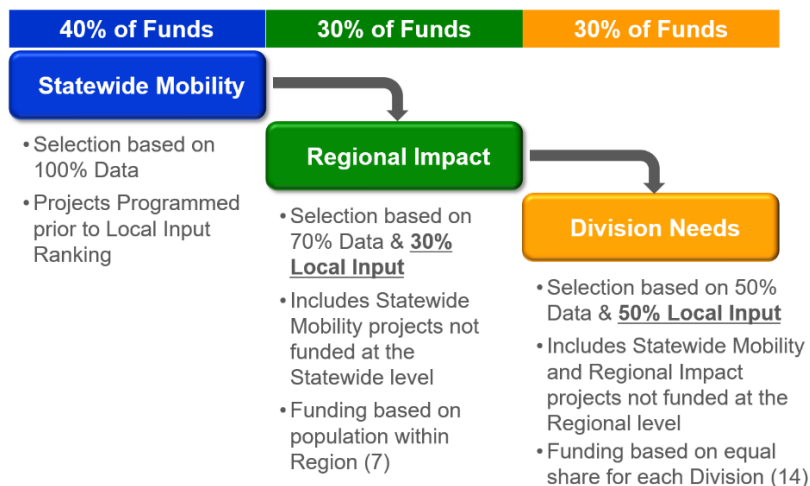 40% of Funds
30% of Funds
30% of Funds
Statewide Mobility
• Selection based on
100% Data
• Projects Programmed
prior to Local Input
Ranking
Regional Impact
• Selection based on
70% Data & 30%
Local Input
• Includes Statewide
Mobility projects not
funded at the
Statewide level
• Funding based on
population within
Region (7)
Division Needs
• Selection based on 50%
Data & 50% Local Input
• Includes Statewide Mobility
and Regional Impact
projects not funded at the
Regional level
• Funding based on equal
share for each Division (14)